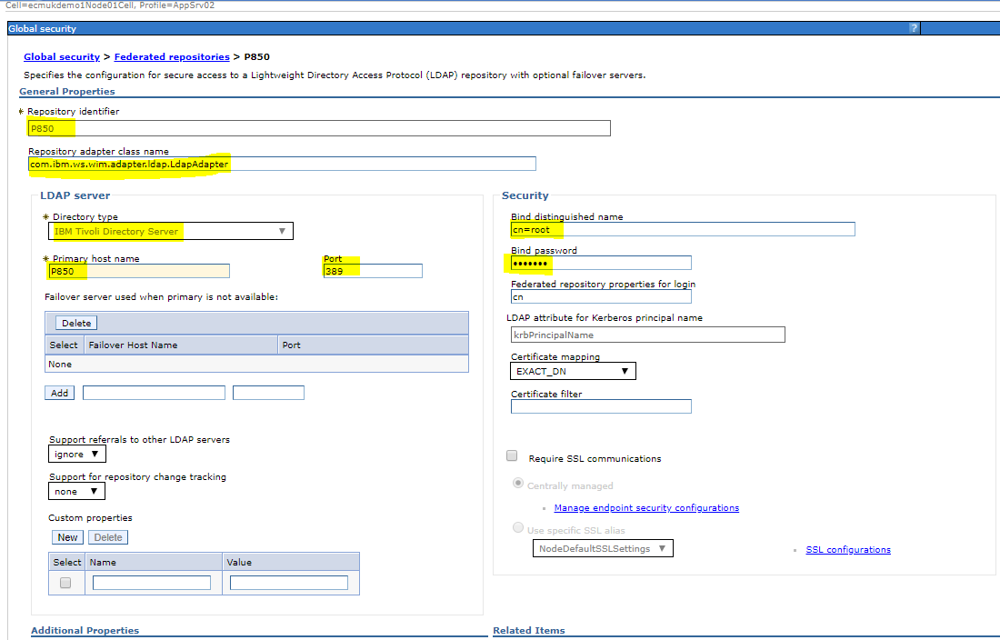 Cell=ecmukdemo1Node01Cell, Profile=AppSrv02
Global security
?
Global security > Federated repositories > P850
Specifies the configuration for secure access to a Lightweight Directory Access Protocol (LDAP) repository with optional failover servers.
General Properties
* Repository identifier
P850
Repository adapter class name
com.ibm.ws.wim.adapter.ldap.LdapAdapter
LDAP server
* Directory type
IBM Tivoli Directory Server
* Primary host name
Port
P850
389
Failover server used when primary is not available:
Delete
Select Failover Host Name Port
None
Add
Support referrals to other LDAP servers
ignore
Support for repository change tracking
none
Custom properties
New Delete
Select Name Value
Security
Bind distinguished name
cn=root
Bind password
•••••••
Federated repository properties for login
cn
LDAP attribute for Kerberos principal name
krbPrincipalName
Certificate mapping
EXACT_DN
Certificate filter
Require SSL communications
Centrally managed
Manage endpoint security configurations
Use specific SSL alias
NodeDefaultSSLSettings
SSL configurations
Additional Properties
Related Items